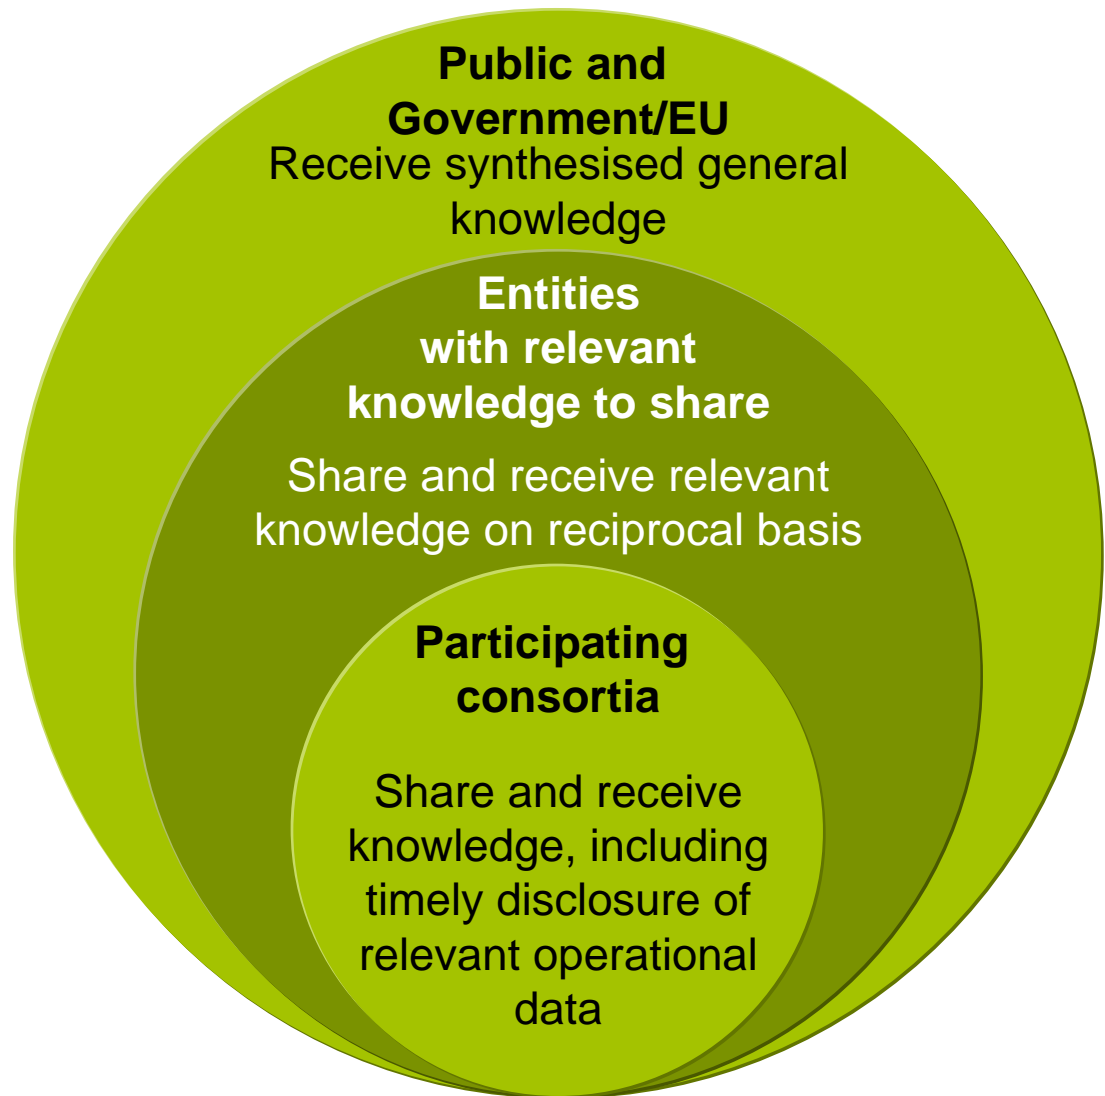 Public and
Government/EU
Receive synthesised general
knowledge
Entities
with relevant
knowledge to share
Share and receive relevant
knowledge on reciprocal basis
Participating
consortia
Share and receive
knowledge, including
timely disclosure of
relevant operational
data